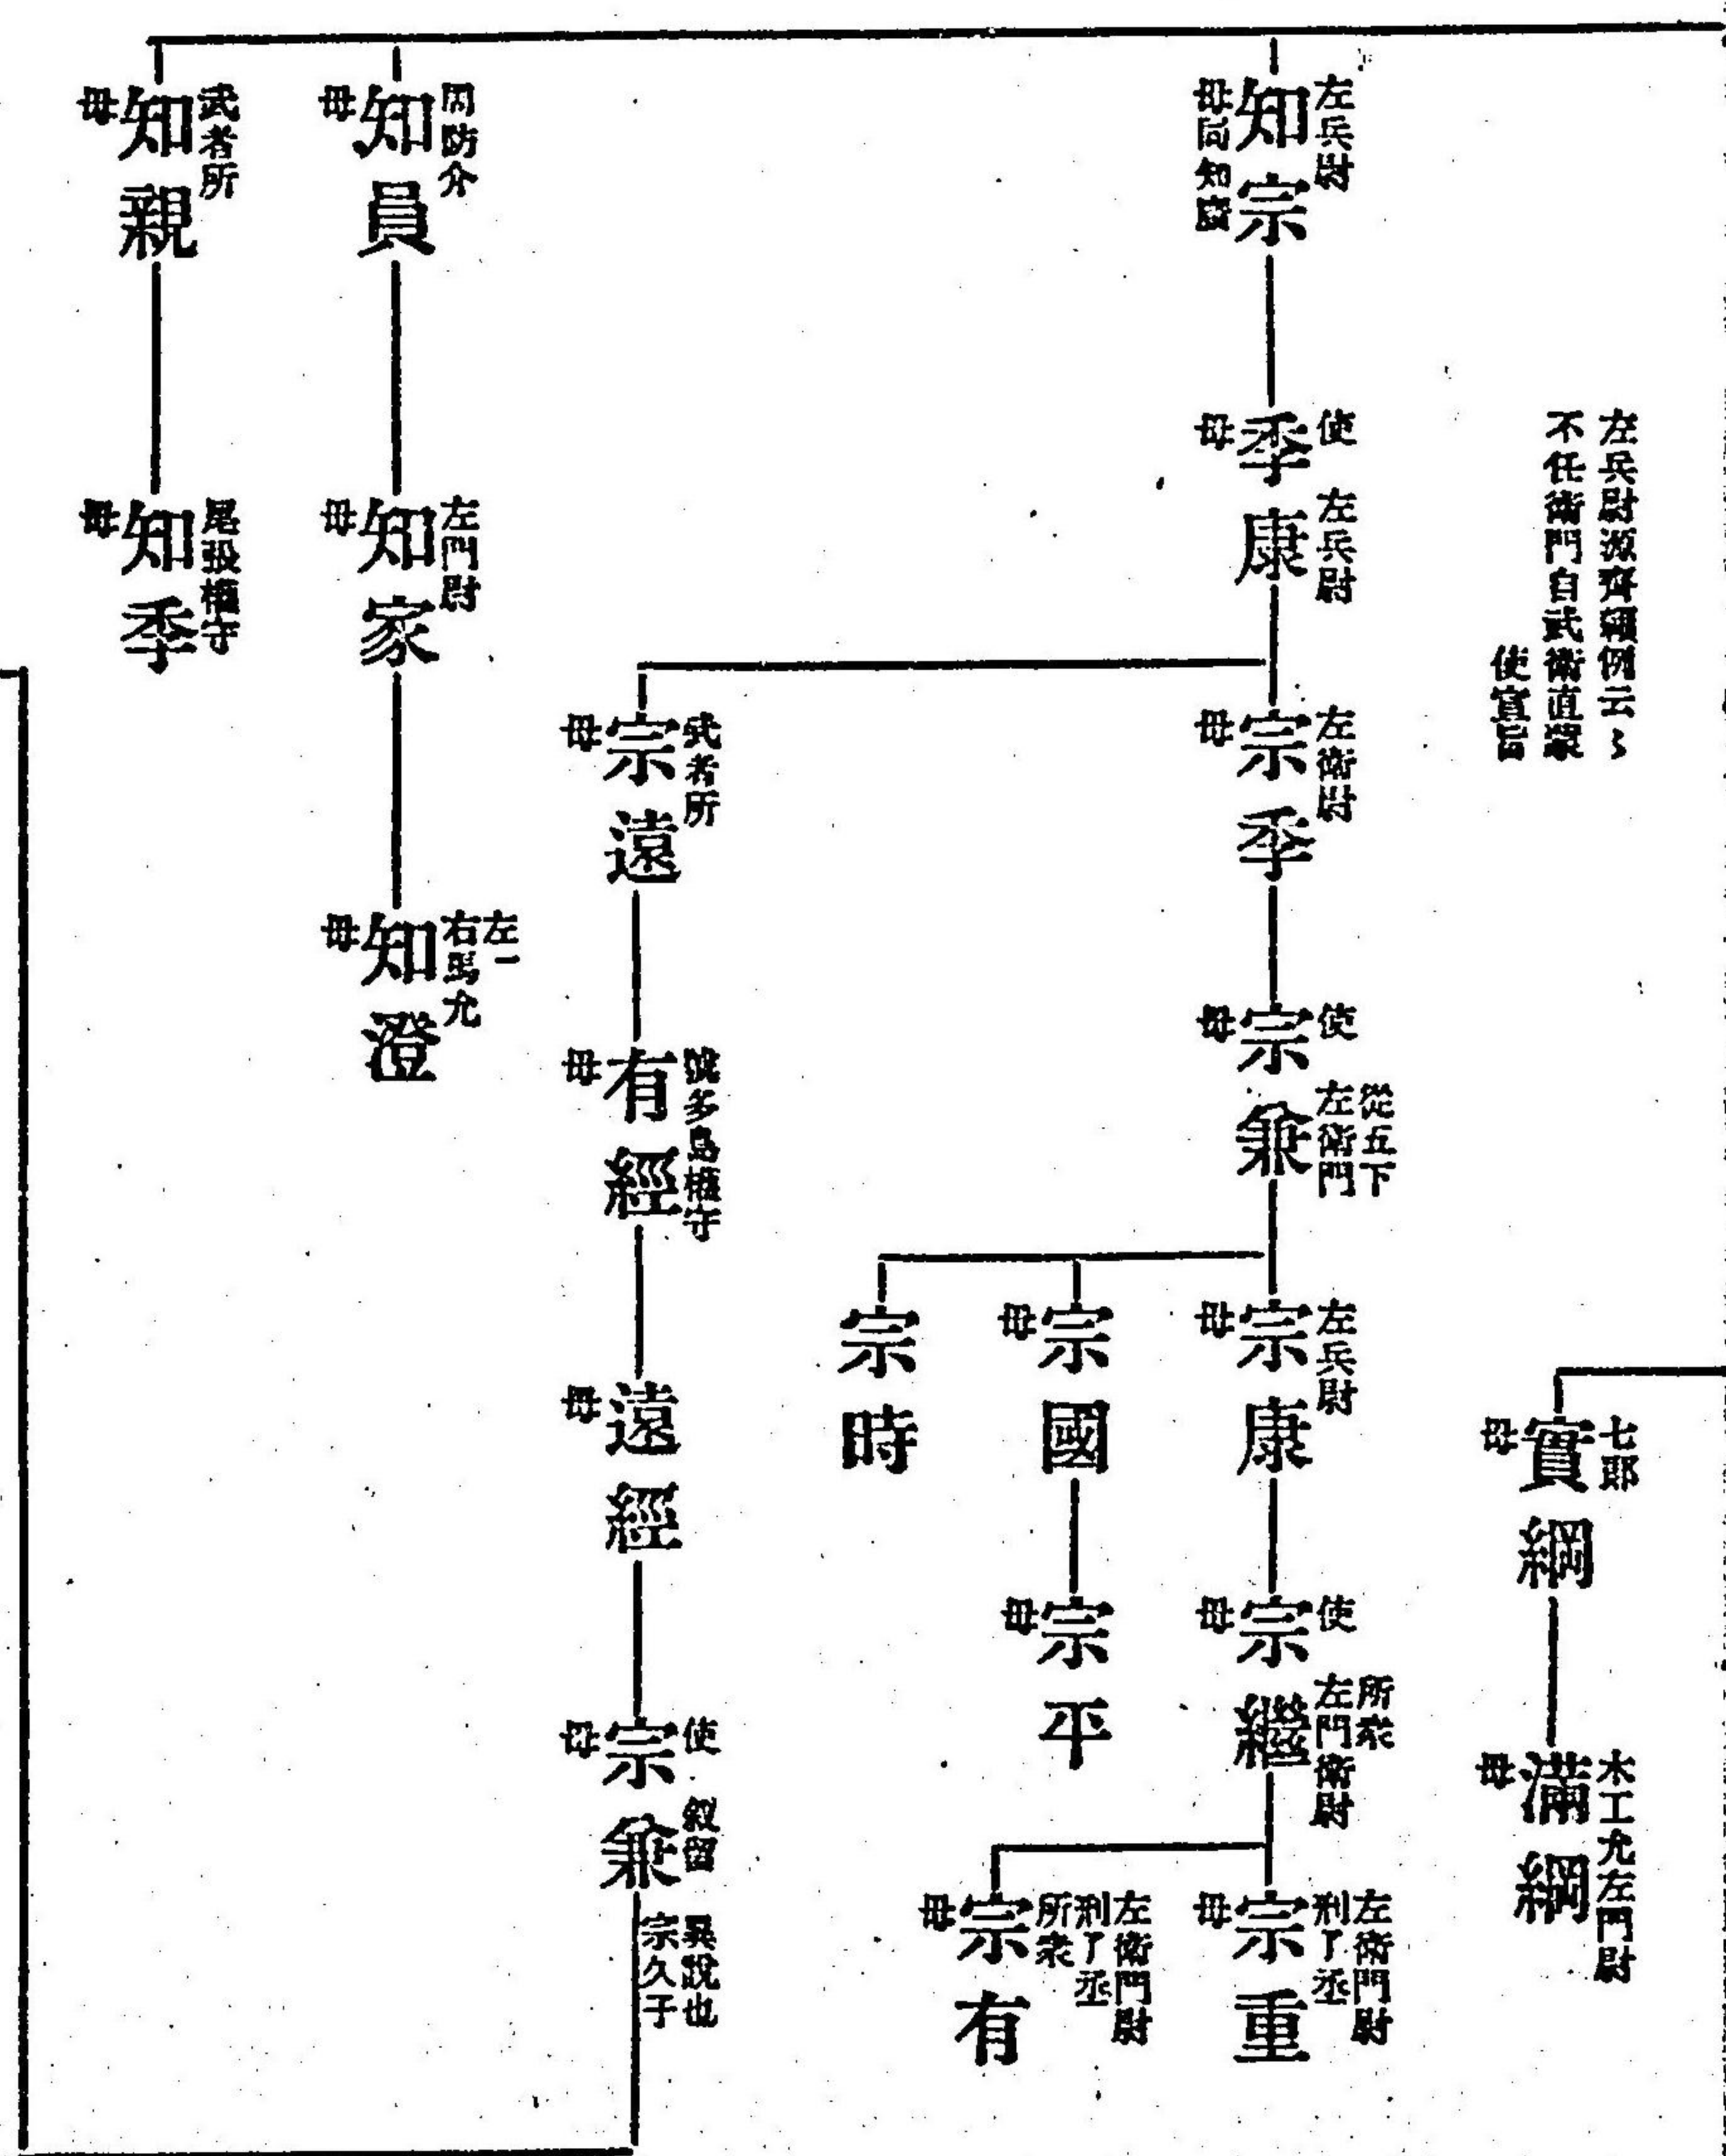 左兵尉源齊頼例云〻
不任衛門自武衛直蒙
使宣旨
七郎
實綱
母
木工允左門尉
滿綱
母
左兵尉
知宗
母同知
使 左兵尉
季康
母
左衛尉
宗季
母
使
從五下
左衛門
宗兼
母
左兵尉
宗康
母
使
所衆
左門衛尉
宗繼
母
左衛門尉
刑了丞
宗重
母
左衛門尉
刑了丞
所衆
宗有
母
宗國
母
宗平
母
宗時
武者所
宗遠
母
號多島權守
有經
母
遠經
母
使 叙留
宗兼
母
異說也
宗久子
周防介
知員
母
左門尉
知家
母
左一
右馬允
知澄
母
武者所
知親
母
尾張權守
知季
母